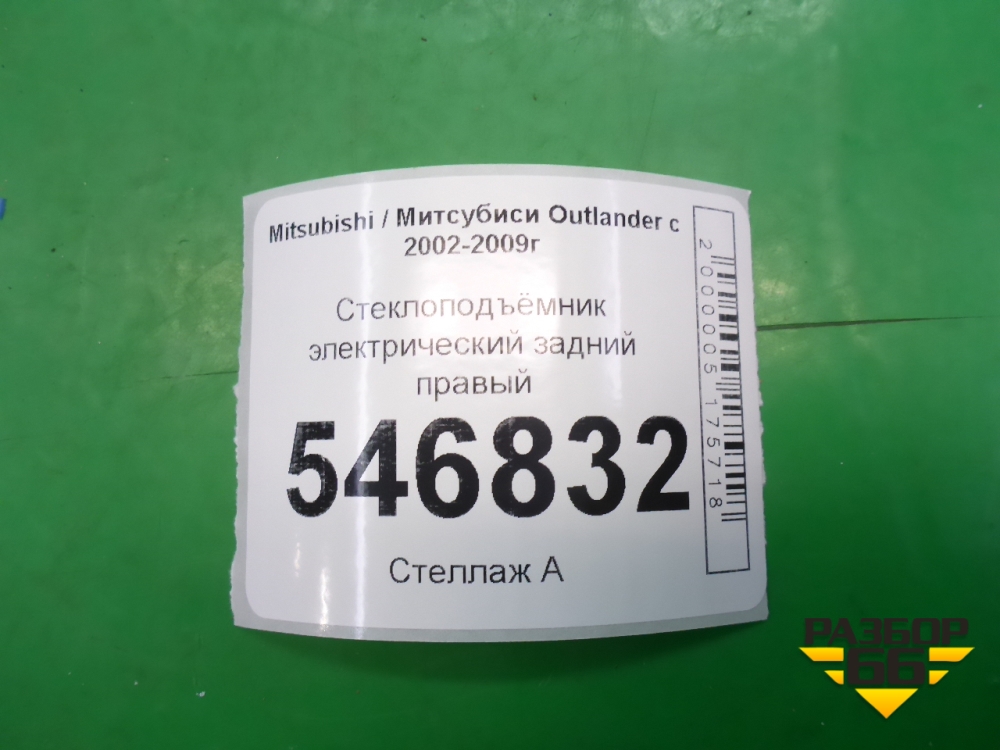 Mitsubishi / Митсубиси Outlander с
2002-2009г
Стеклоподъёмник
электрический задний
правый
546832
Стеллаж А
2000005175718
РАЗБОР
66